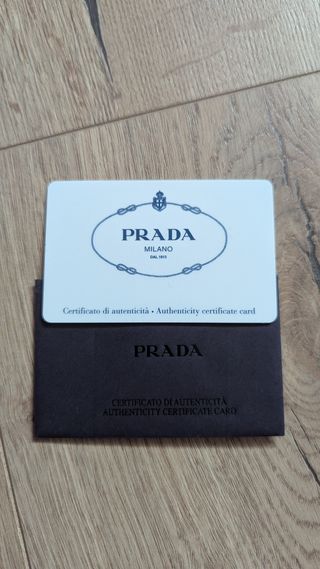 PRADA
MILANO
DAL 1913
Certificato di autenticità • Authenticity certificate card
PRADA
CERTIFICATO DI AUTENTICITÀ
AUTHENTICITY CERTIFICATE CARD